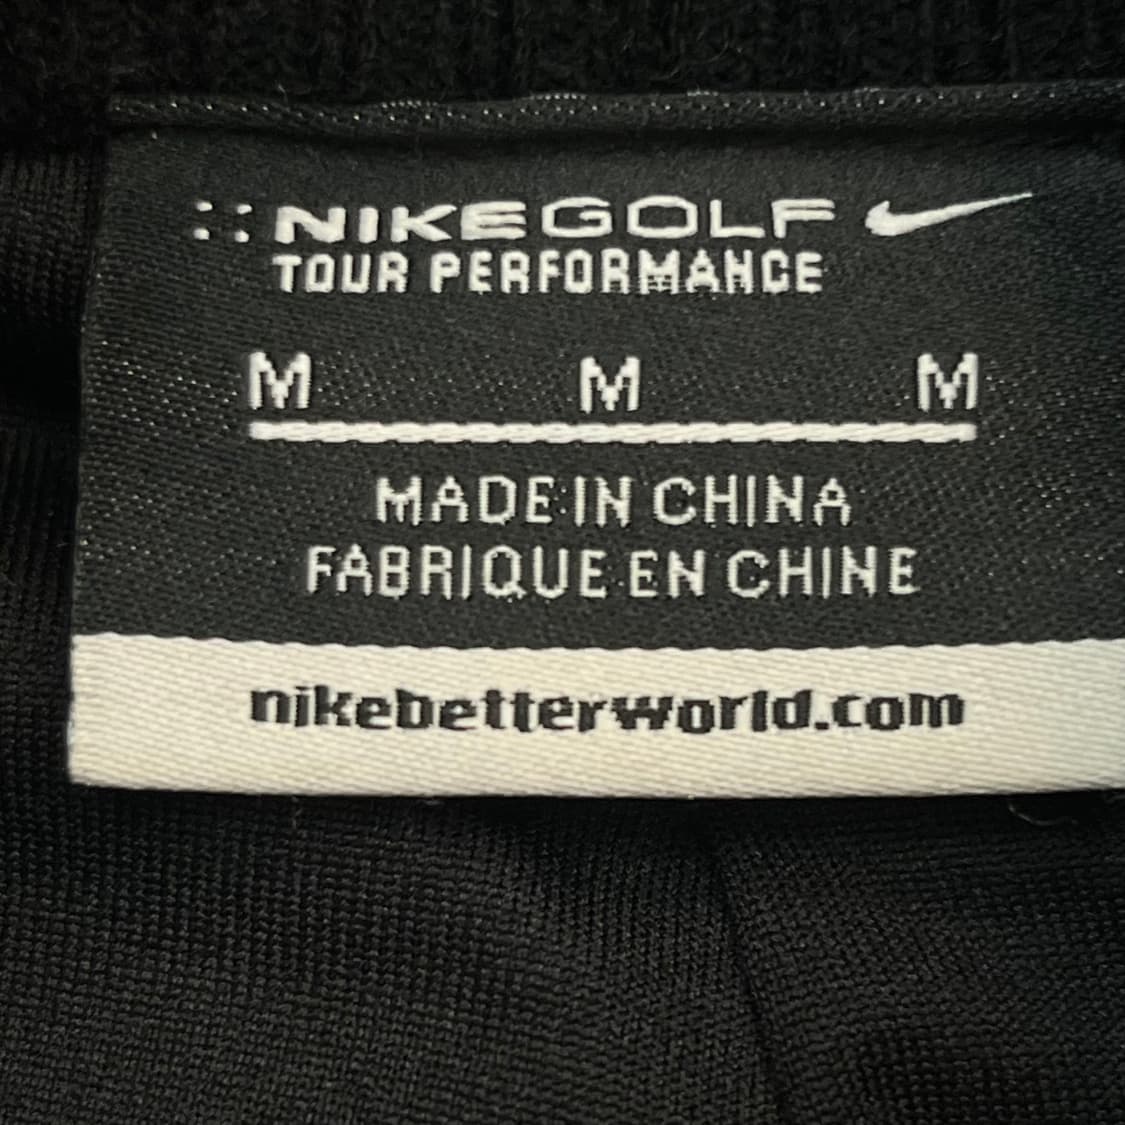 NIKEGOLF
TOUR PERFORMANCE
M M M
MADE IN CHINA
FABRIQUE EN CHINE
nikebetterworld.com